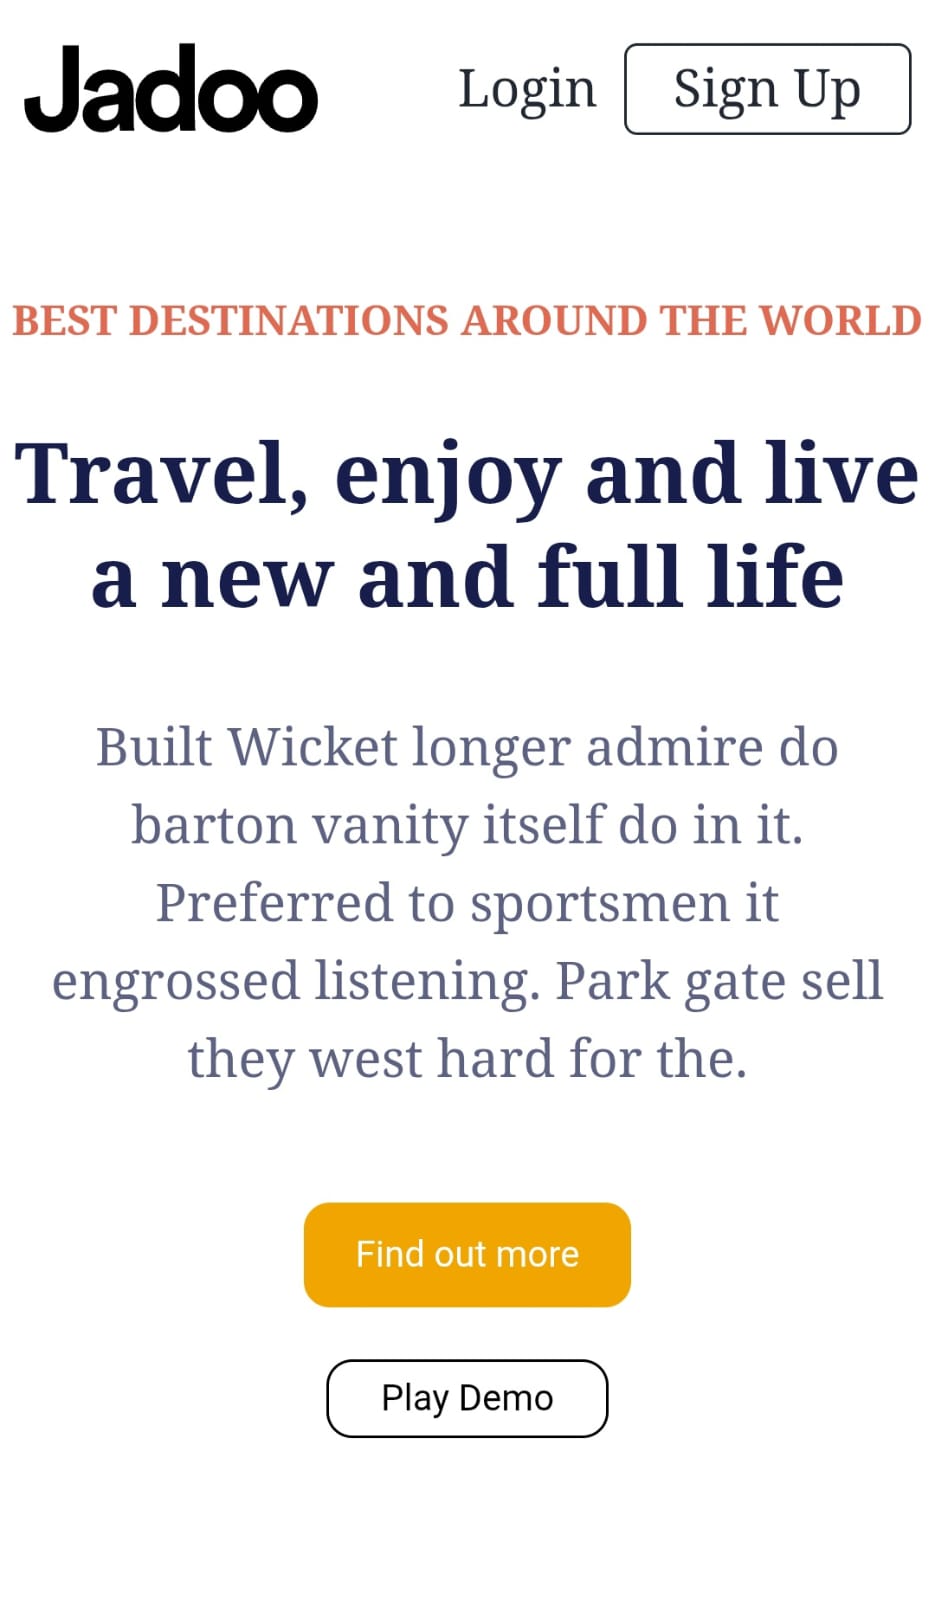 Jadoo
Login
Sign Up
BEST DESTINATIONS AROUND THE WORLD
Travel, enjoy and live
a new and full life
Built Wicket longer admire do
barton vanity itself do in it.
Preferred to sportsmen it
engrossed listening. Park gate sell
they west hard for the.
Find out more
Play Demo